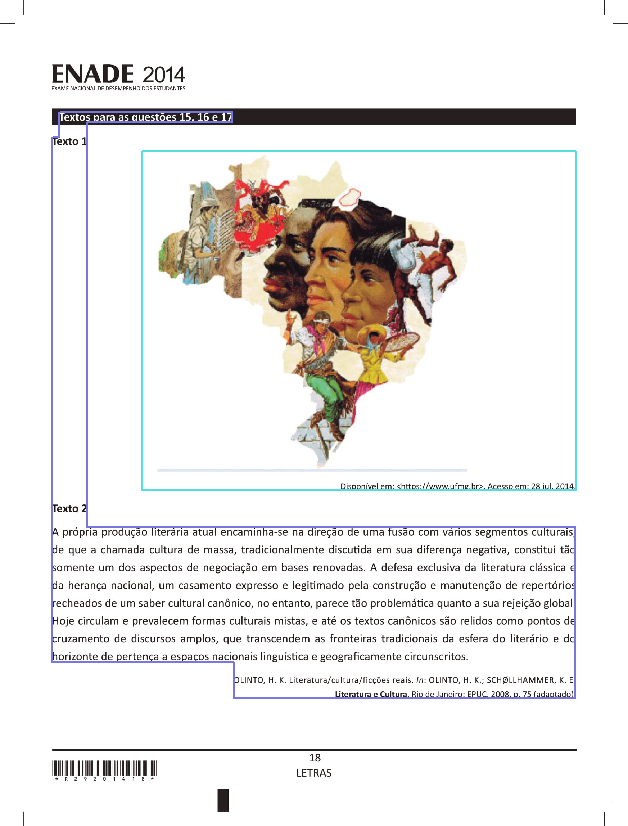 ENADE 2014
EXAME NACIONAL DE DESEMPENHO DOS ESTUDANTES
Textos para as questões 15, 16 e 17
Texto 1
Disponível em: <https://www.ufmg.br>. Acesso em: 28 jul. 2014.
Texto 2
A própria produção literária atual encaminha-se na direção de uma fusão com vários segmentos culturais,
de que a chamada cultura de massa, tradicionalmente discutida em sua diferença negativa, constitui tão
somente um dos aspectos de negociação em bases renovadas. A defesa exclusiva da literatura clássica e
da herança nacional, um casamento expresso e legitimado pela construção e manutenção de repertórios
recheados de um saber cultural canônico, no entanto, parece tão problemática quanto a sua rejeição global.
Hoje circulam e prevalecem formas culturais mistas, e até os textos canônicos são relidos como pontos de
cruzamento de discursos amplos, que transcendem as fronteiras tradicionais da esfera do literário e do
horizonte de pertença a espaços nacionais linguística e geograficamente circunscritos.
OLINTO, H. K. Literatura/cultura/ficções reais. In: OLINTO, H. K.; SCHØLLHAMMER, K. E.
Literatura e Cultura. Rio de Janeiro: EPUC, 2008, p. 75 (adaptado).
18
LETRAS
* R 2 9 2 0 1 4 1 8 *